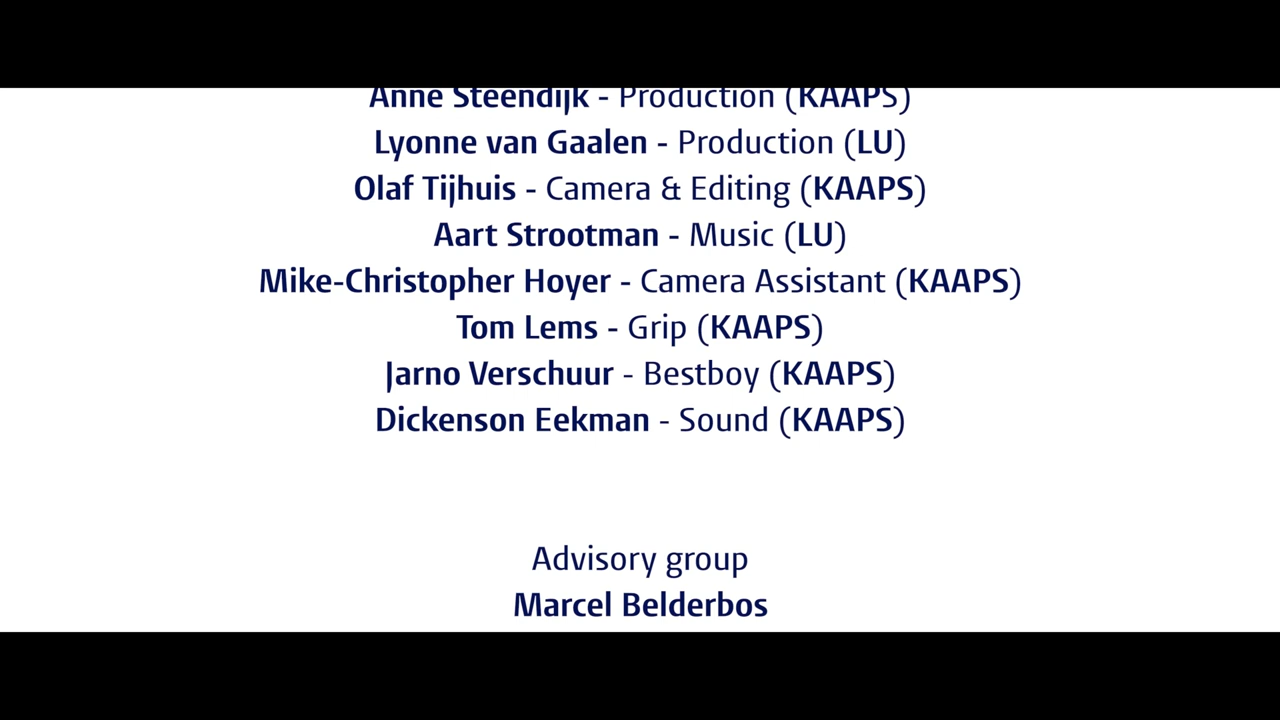 Anne Steendijk - Production (KAAPS)
Lyonne van Gaalen - Production (LU)
Olaf Tijhuis - Camera & Editing (KAAPS)
Aart Strootman - Music (LU)
Mike-Christopher Hoyer - Camera Assistant (KAAPS)
Tom Lems - Grip (KAAPS)
Jarno Verschuur - Bestboy (KAAPS)
Dickenson Eekman - Sound (KAAPS)
Advisory group
Marcel Belderbos